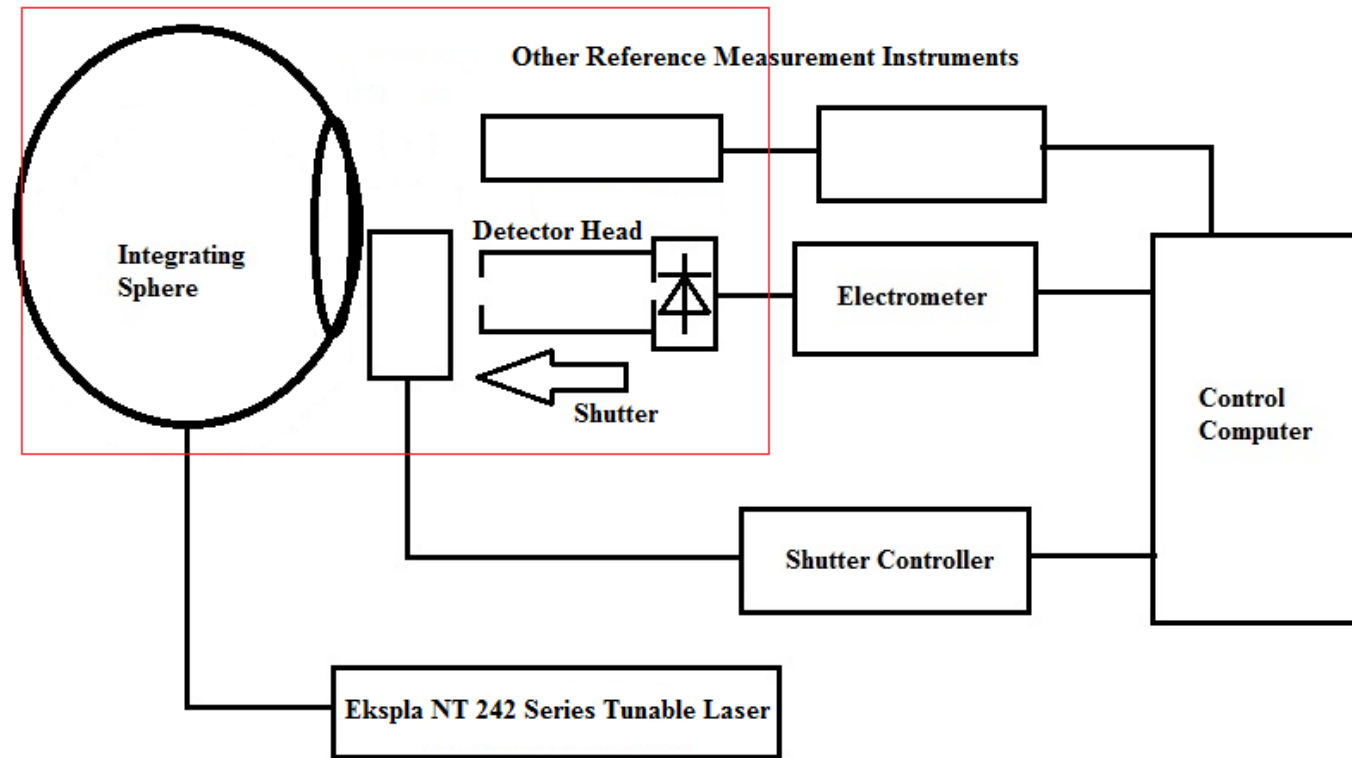 Other Reference Measurement Instruments
Integrating
Sphere
Detector Head
Electrometer
Shutter
Control
Computer
Shutter Controller
Ekspla NT 242 Series Tunable Laser